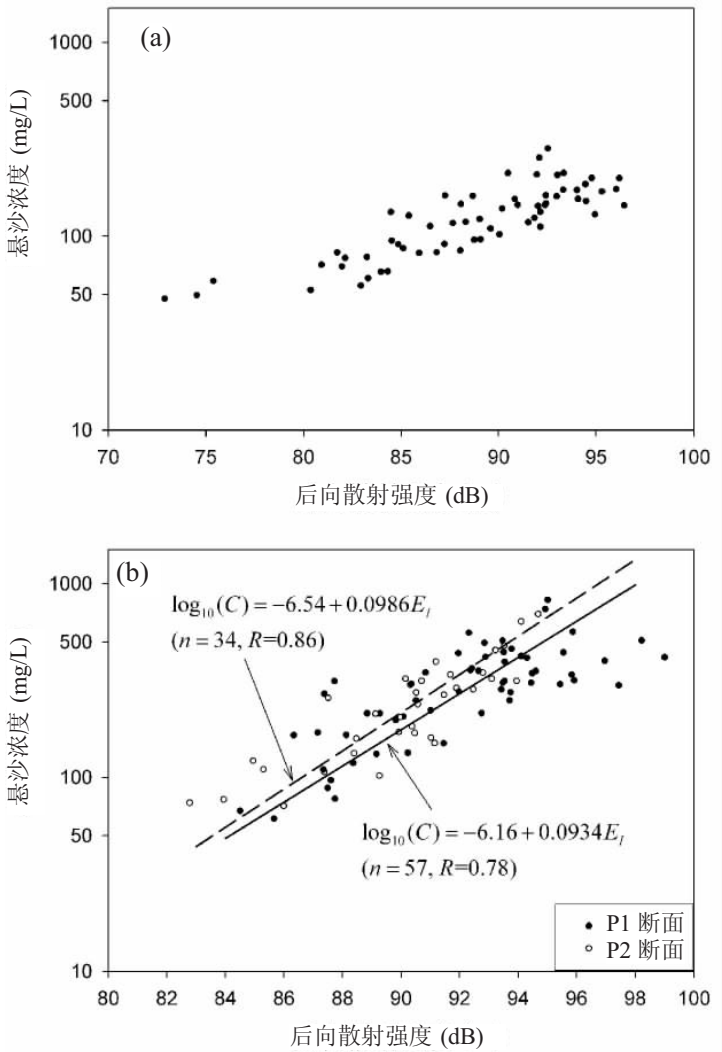 (a)
1000
500
100
50
10
悬沙浓度 (mg/L)
70 75 80 85 90 95 100
后向散射强度 (dB)
(b)
1000
500
100
50
10
悬沙浓度 (mg/L)
log₁₀(C) = −6.54 + 0.0986E_I
(n = 34, R=0.86)
log₁₀(C) = −6.16 + 0.0934E_I
(n = 57, R=0.78)
P1 断面
P2 断面
80 82 84 86 88 90 92 94 96 98 100
后向散射强度 (dB)